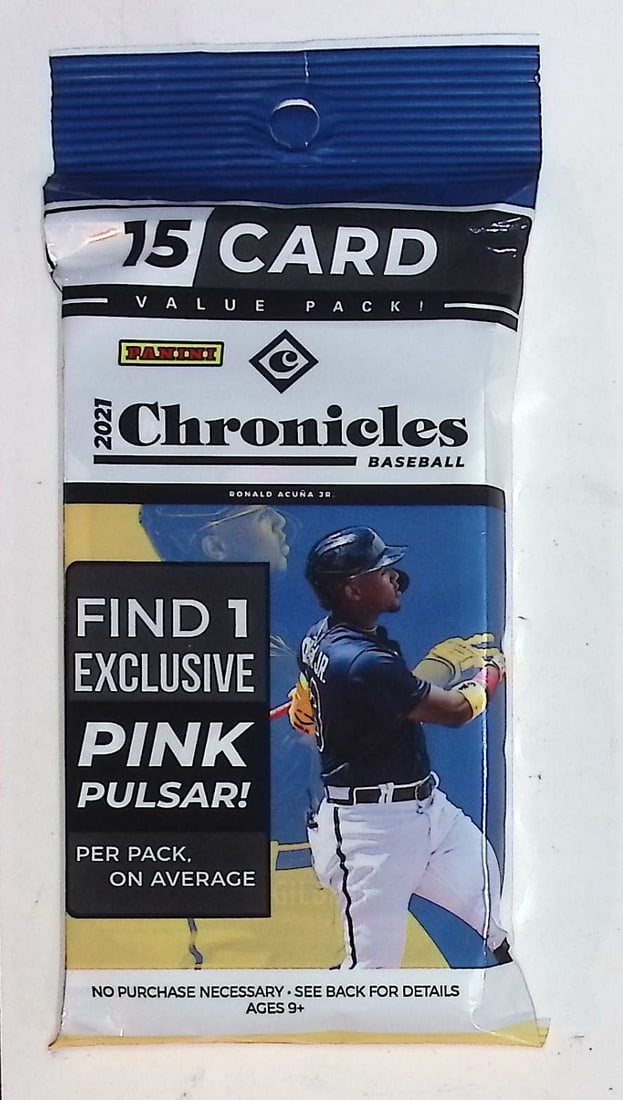 15 CARD
VALUE PACK!
PANINI
C
2021 Chronicles
BASEBALL
RONALD ACUÑA JR.
FIND 1
EXCLUSIVE
PINK
PULSAR!
PER PACK,
ON AVERAGE
JR.
NO PURCHASE NECESSARY • SEE BACK FOR DETAILS
AGES 9+